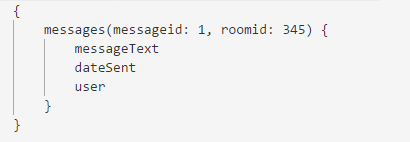 {
messages(messageid: 1, roomid: 345) {
messageText
dateSent
user
}
}